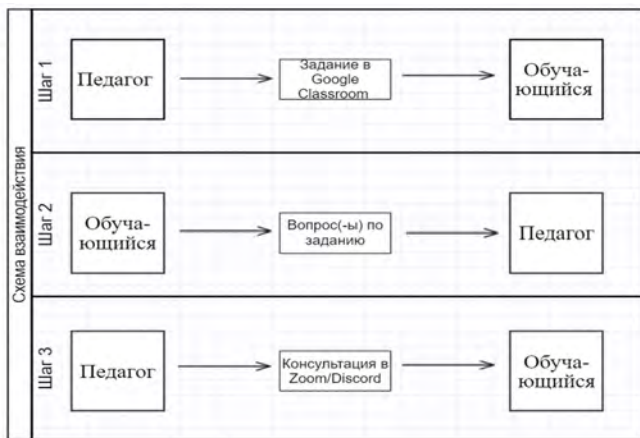 Схема взаимодействия
Шаг 1
Педагог
Задание в
Google
Classroom
Обуча-
ющийся
Шаг 2
Обуча-
ющийся
Вопрос(-ы) по
заданию
Педагог
Шаг 3
Педагог
Консультация в
Zoom/Discord
Обуча-
ющийся